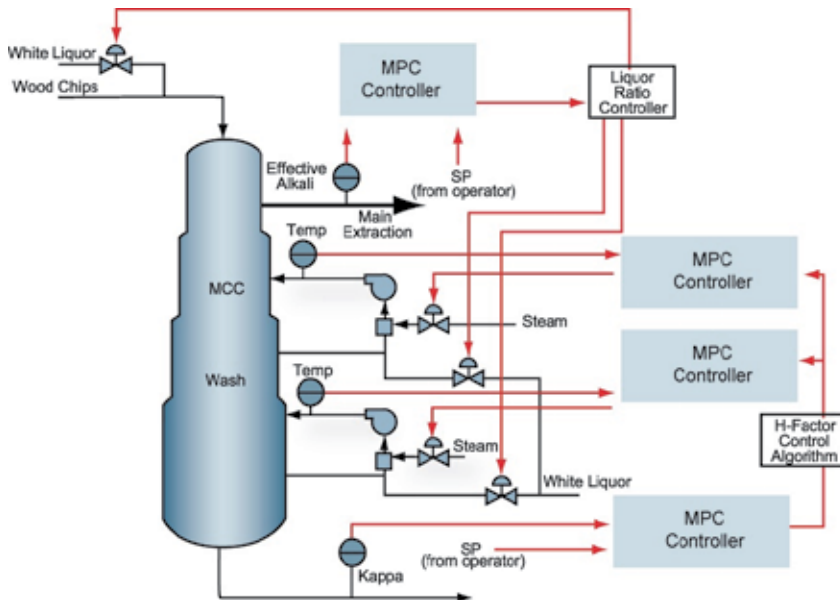 White Liquor
Wood Chips
MPC
Controller
Liquor
Ratio
Controller
Effective
Alkali
SP
(from operator)
Main
Extraction
Temp
MPC
Controller
MCC
Steam
MPC
Controller
Wash
Temp
Steam
H-Factor
Control
Algorithm
White Liquor
MPC
Controller
SP
(from operator)
Kappa